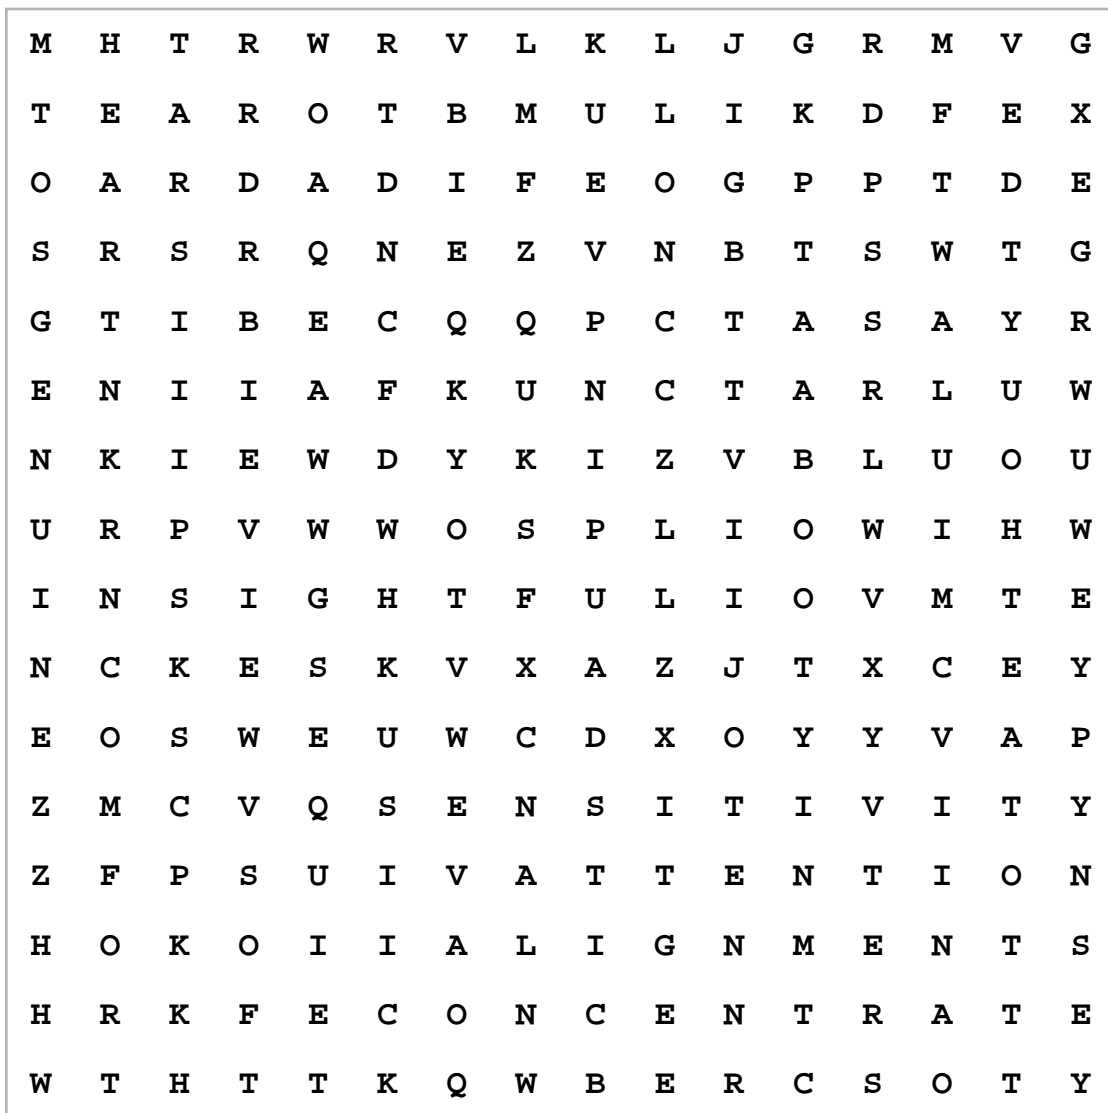 M H T R W R V L K L J G R M V G
T E A R O T B M U L I K D F E X
O A R D A D I F E O G P P T D E
S R S R Q N E Z V N B T S W T G
G T I B E C Q Q P C T A S A Y R
E N I I A F K U N C T A R L U W
N K I E W D Y K I Z V B L U O U
U R P V W W O S P L I O W I H W
I N S I G H T F U L I O V M T E
N C K E S K V X A Z J T X C E Y
E O S W E U W C D X O Y Y V A P
Z M C V Q S E N S I T I V I T Y
Z F P S U I V A T T E N T I O N
H O K O I I A L I G N M E N T S
H R K F E C O N C E N T R A T E
W T H T T K Q W B E R C S O T Y